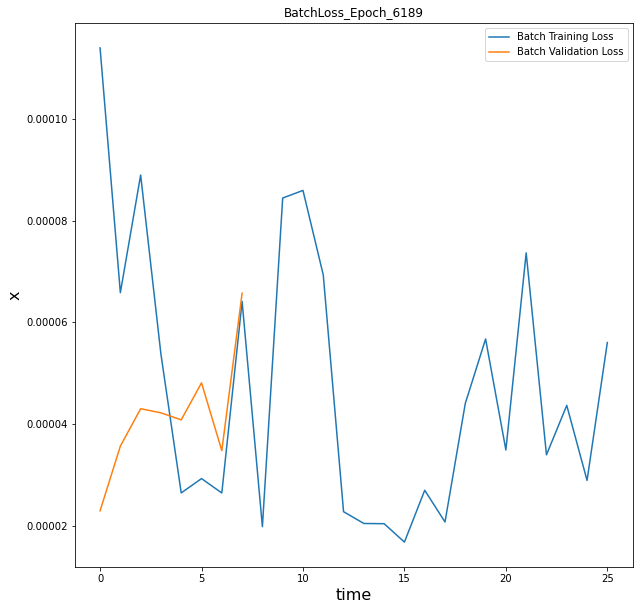 BatchLoss_Epoch_6189
Batch Training Loss
Batch Validation Loss
0.00010
0.00008
0.00006
0.00004
0.00002
x
0 5 10 15 20 25
time